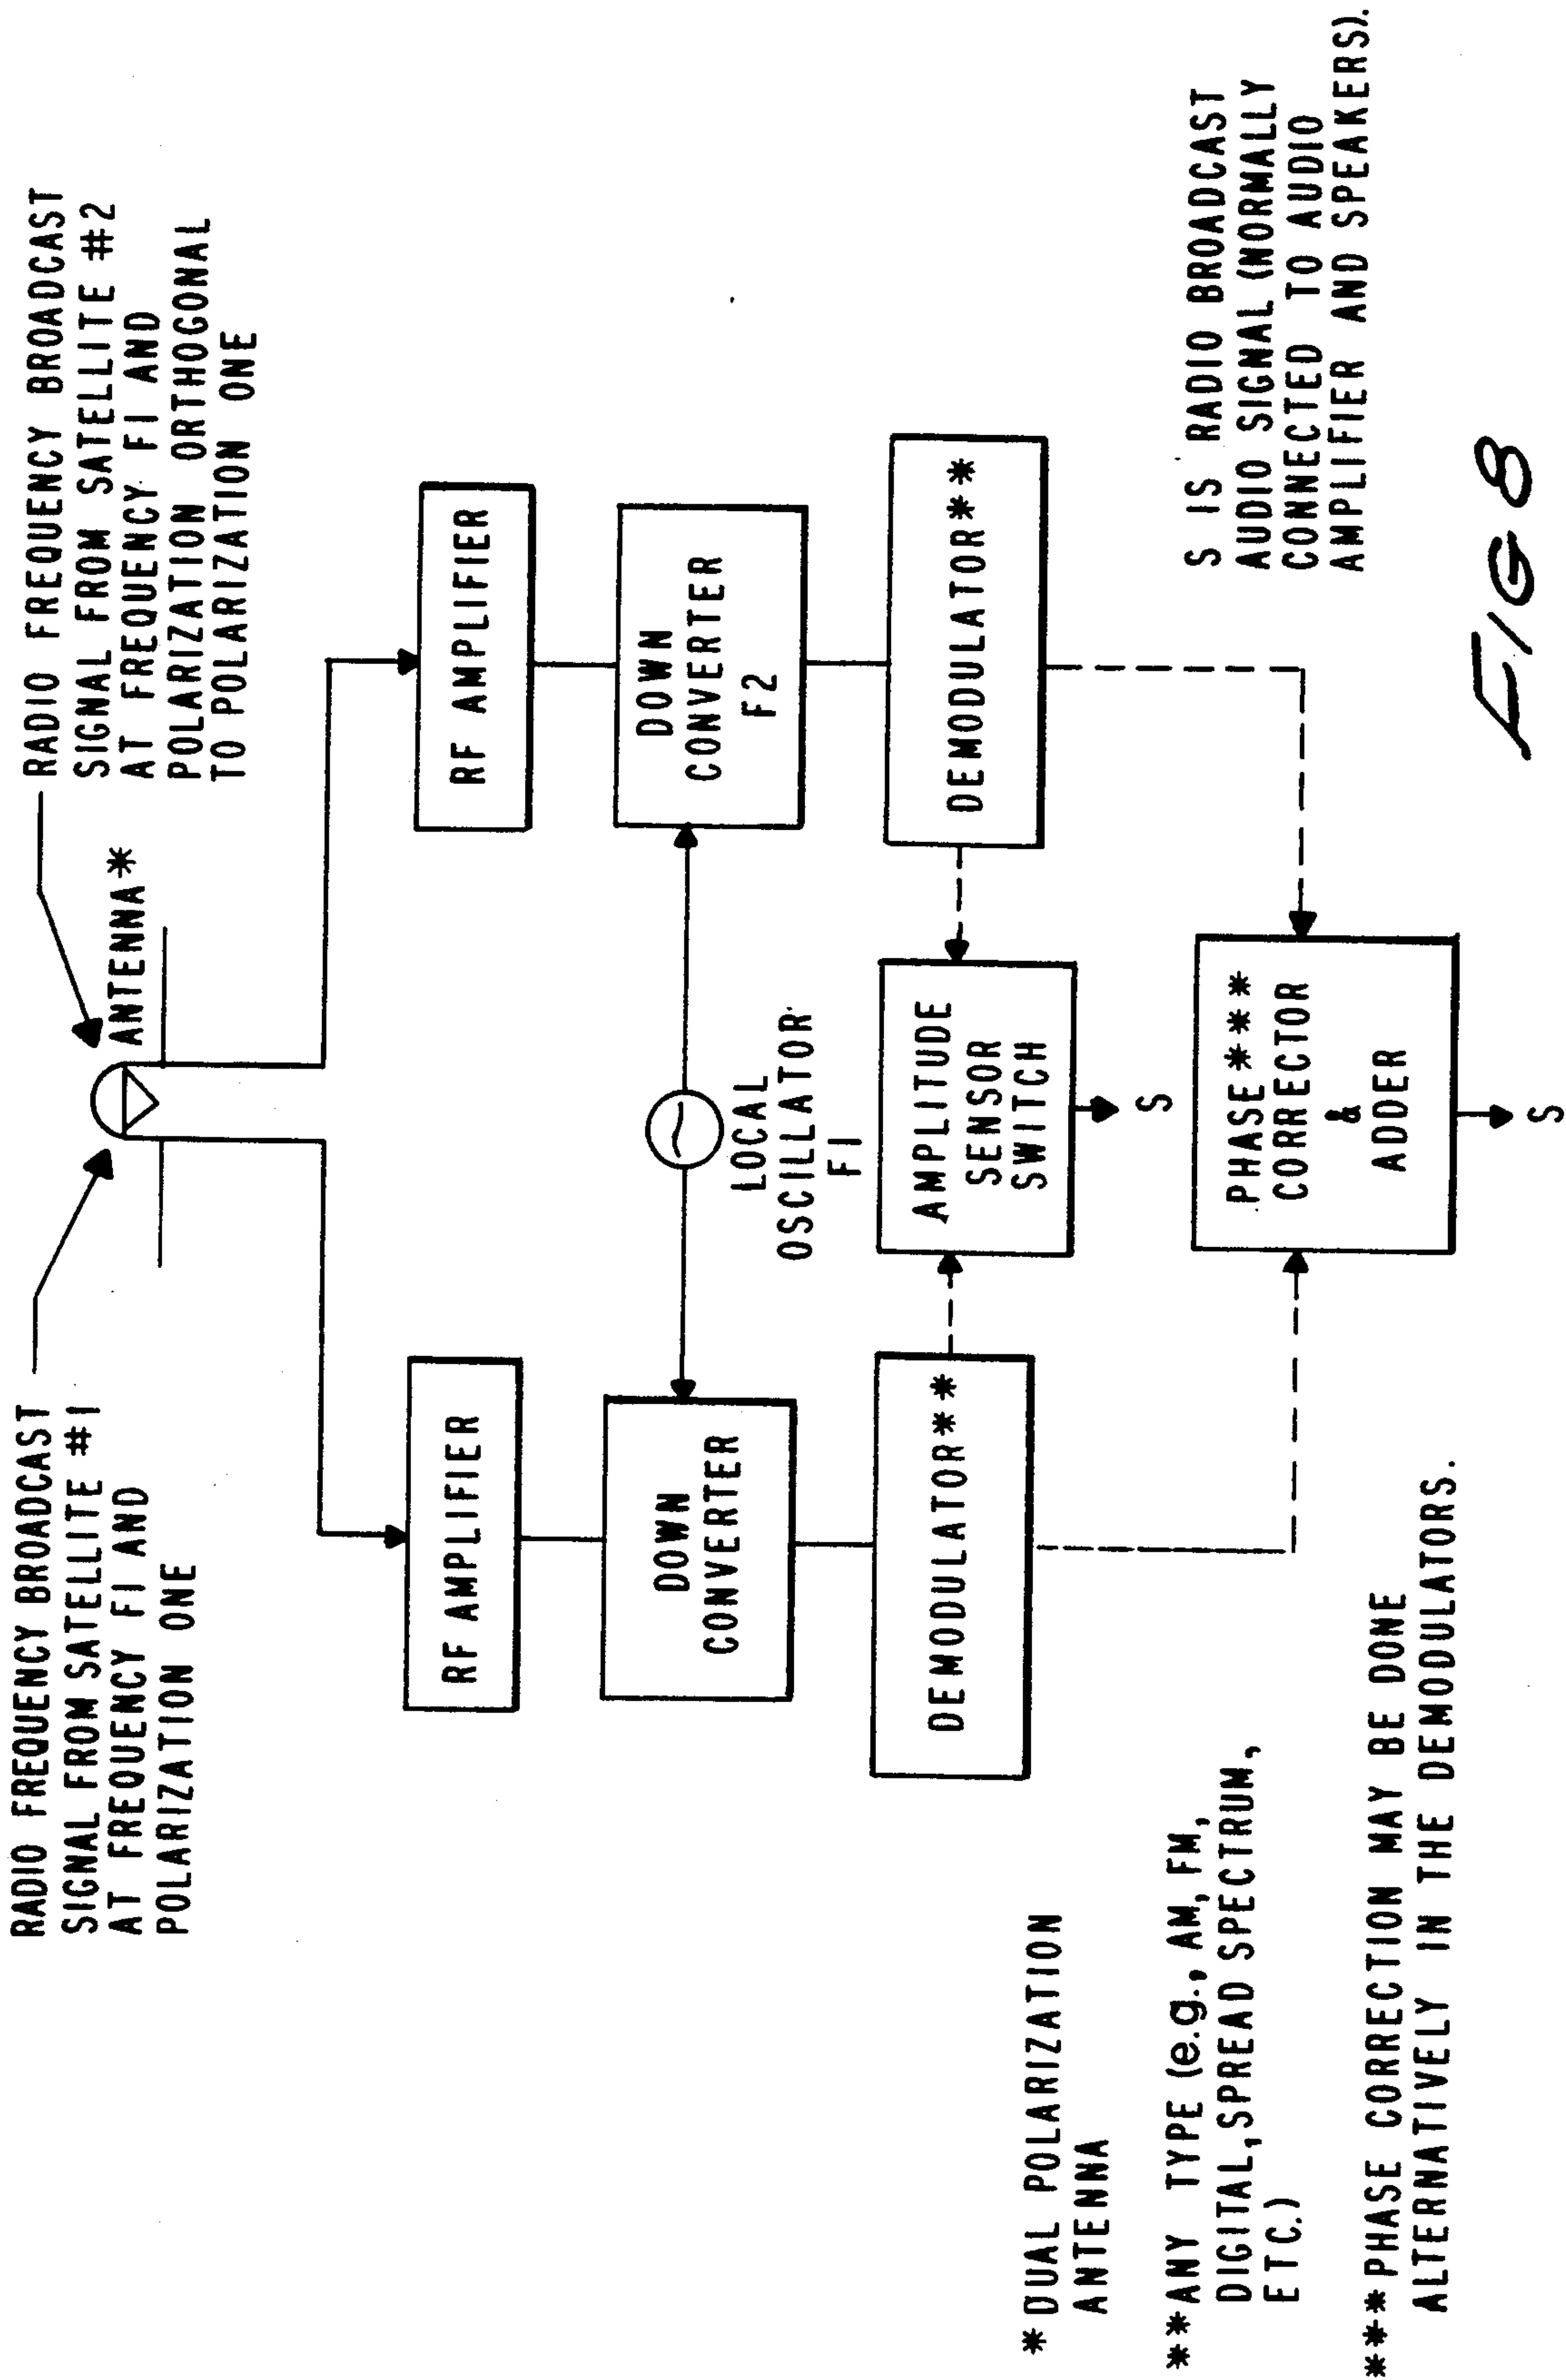 RADIO FREQUENCY BROADCAST
SIGNAL FROM SATELLITE #1
AT FREQUENCY F1 AND
POLARIZATION ONE
RADIO FREQUENCY BROADCAST
SIGNAL FROM SATELLITE #2
AT FREQUENCY F1 AND
POLARIZATION ORTHOGONAL
TO POLARIZATION ONE
ANTENNA*
RF AMPLIFIER
RF AMPLIFIER
DOWN
CONVERTER
LOCAL
OSCILLATOR
F1
DOWN
CONVERTER
F2
DEMODULATOR**
AMPLITUDE
SENSOR
SWITCH
DEMODULATOR**
S
PHASE***
CORRECTOR
&
ADDER
S
* DUAL POLARIZATION
ANTENNA
** ANY TYPE (e.g., AM, FM,
DIGITAL, SPREAD SPECTRUM,
ETC.)
*** PHASE CORRECTION MAY BE DONE
ALTERNATIVELY IN THE DEMODULATORS.
S IS RADIO BROADCAST
AUDIO SIGNAL (NORMALLY
CONNECTED TO AUDIO
AMPLIFIER AND SPEAKERS).
FIG 8